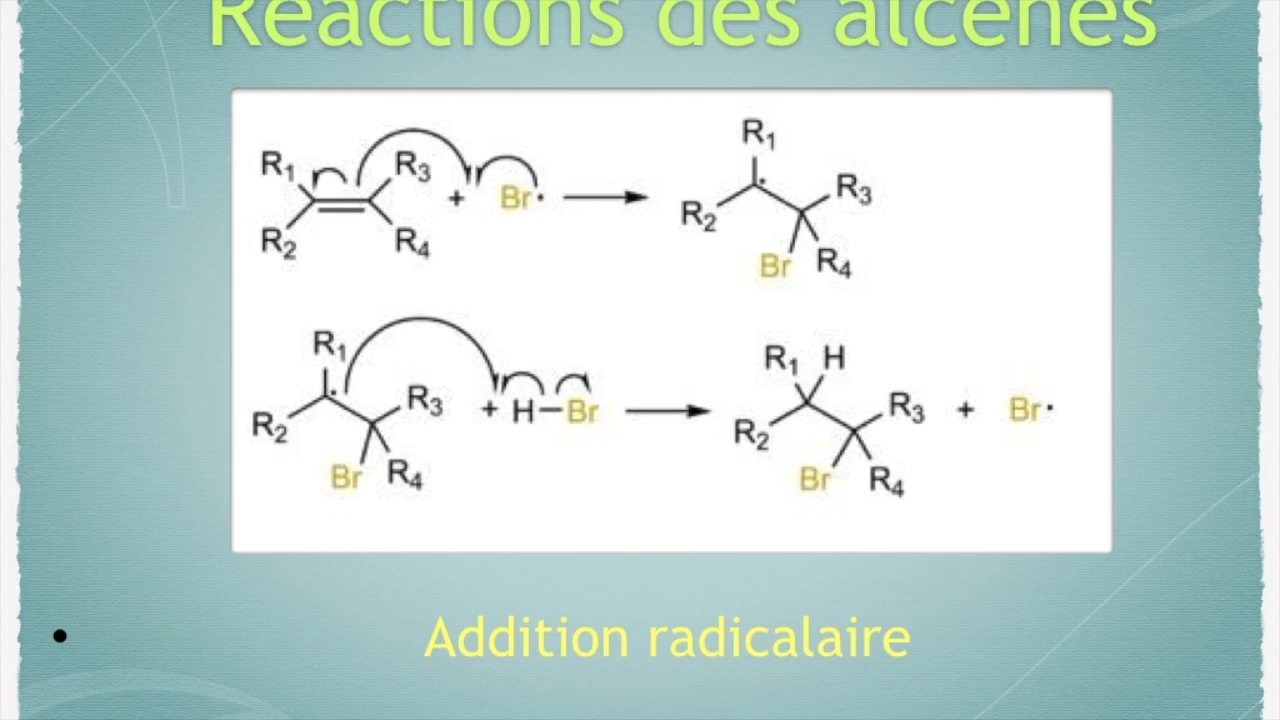 Réactions des alcènes
R1 R3 + Br· R1 R3
R2 R4 R2 Br R4
R1 R3 + H–Br R1 H R3 + Br·
R2 Br R4 R2 Br R4
• Addition radicalaire